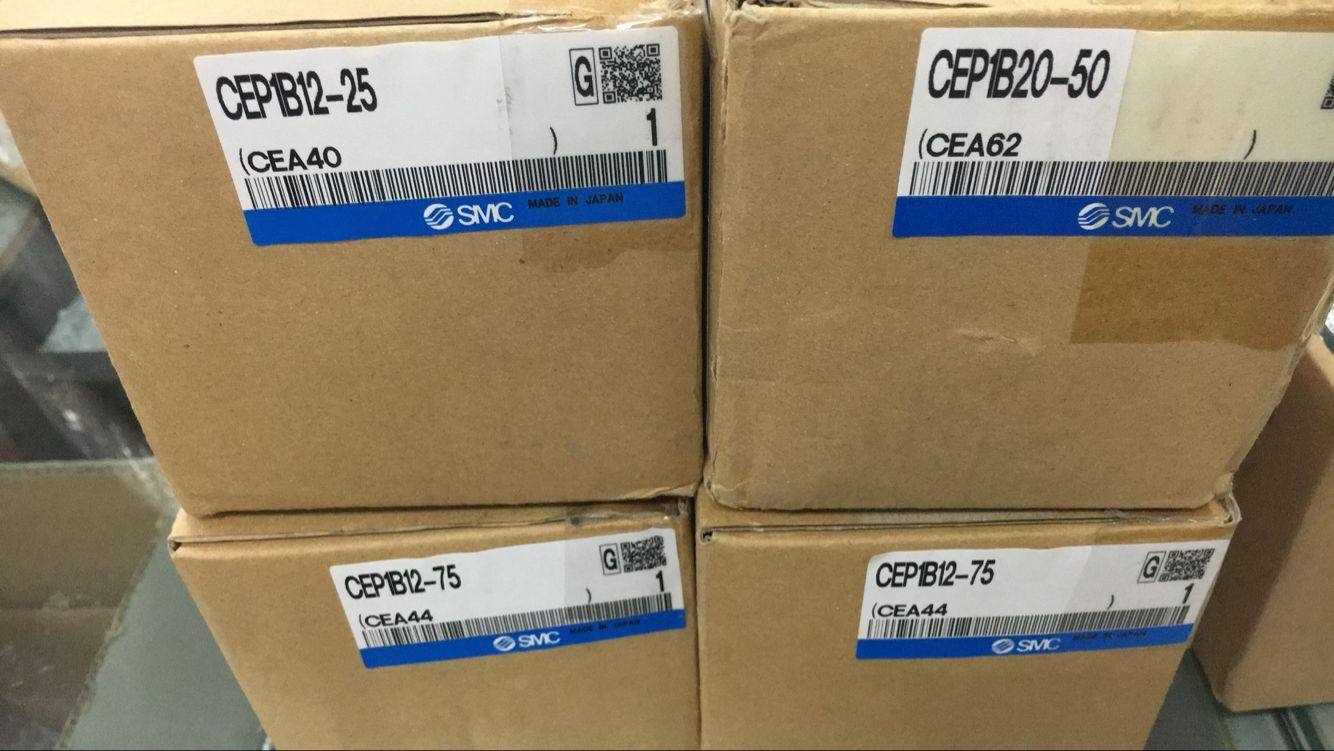 CEP1B12-25
G
1
(CEA40 )
SMC MADE IN JAPAN
CEP1B20-50
(CEA62 )
SMC MADE IN JAPAN
CEP1B12-75
G
1
(CEA44 )
SMC MADE IN JAPAN
CEP1B12-75
G
1
(CEA44 )
SMC MADE IN JAPAN